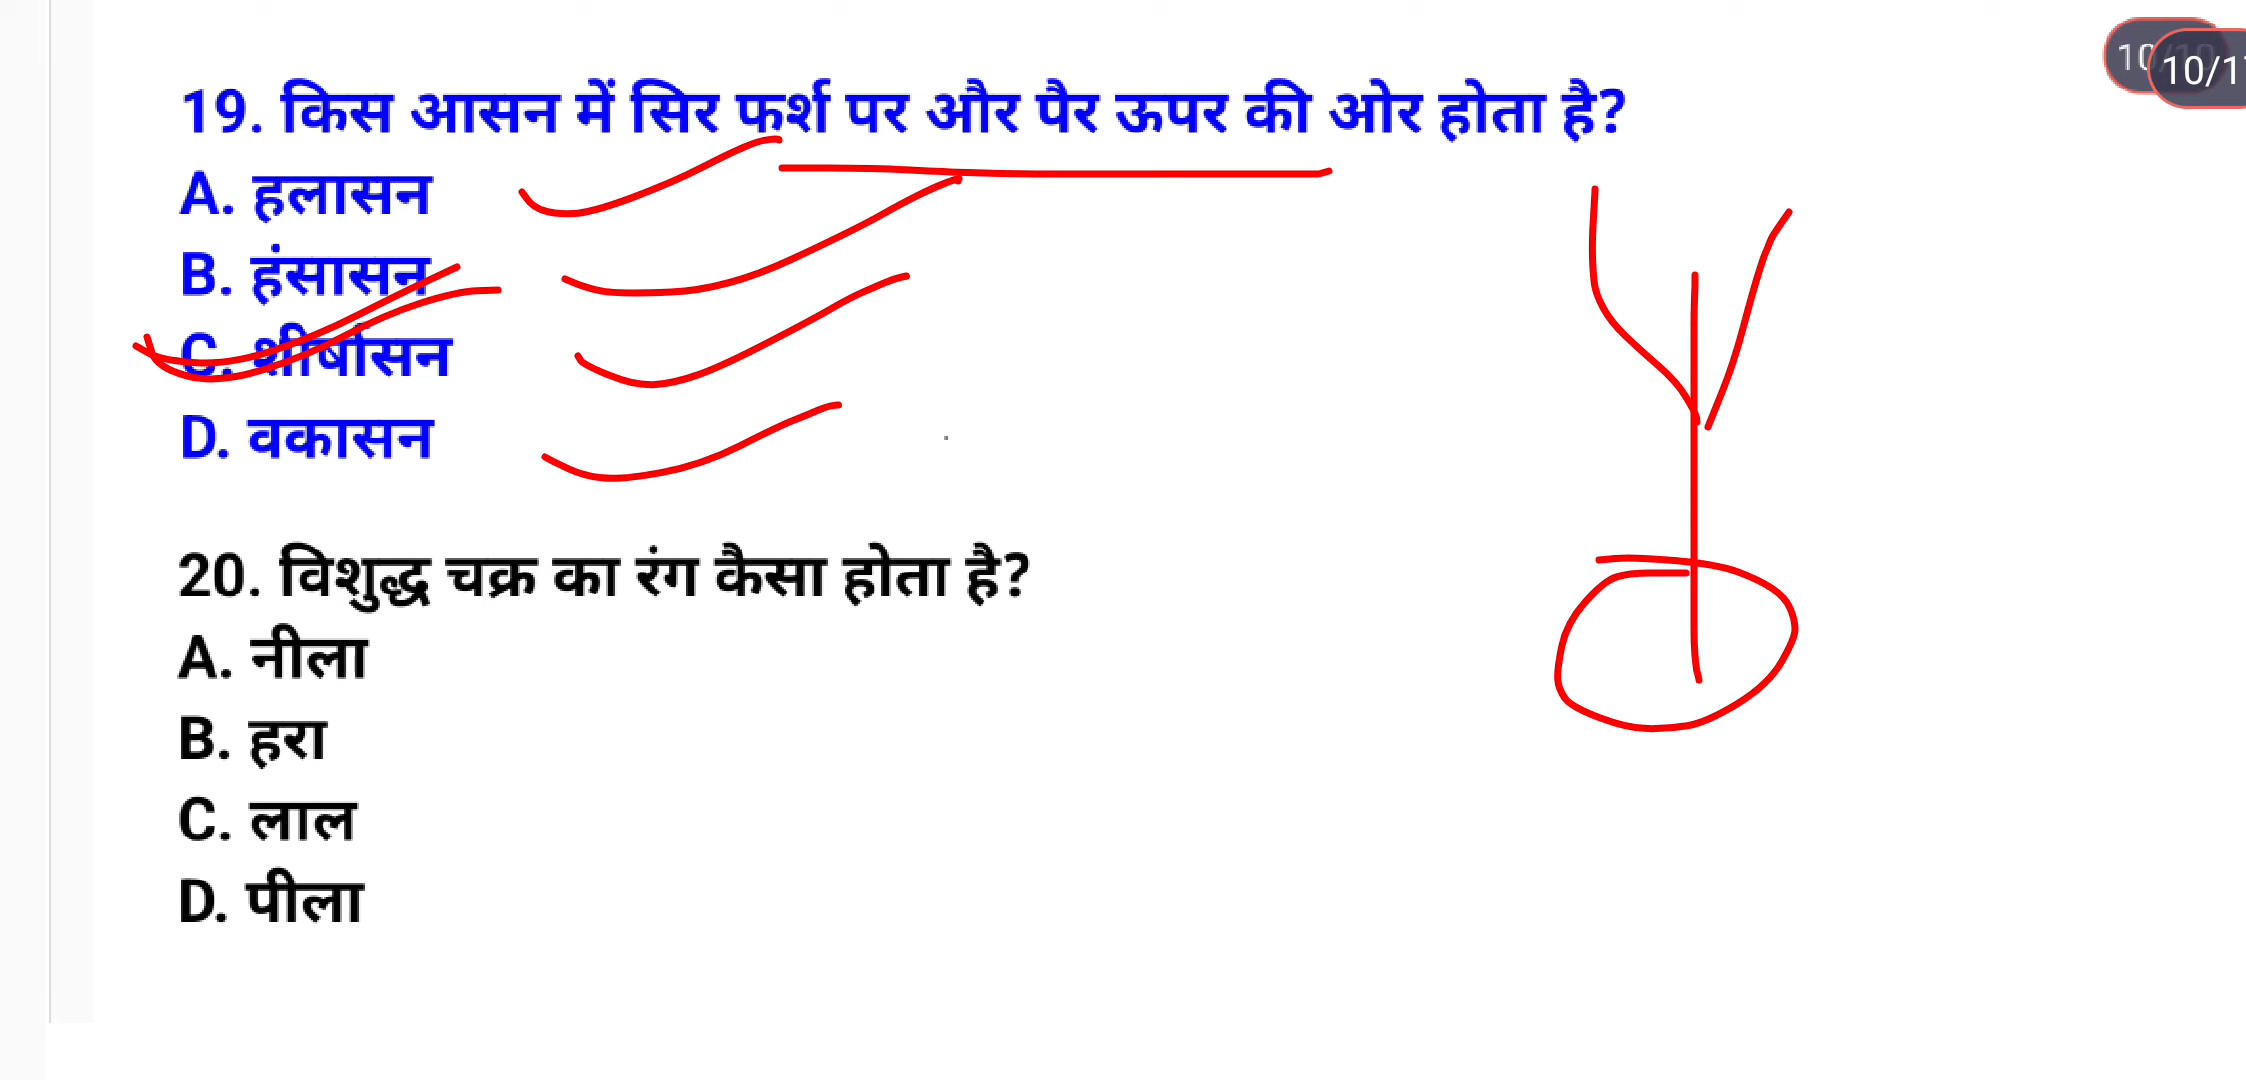 19. किस आसन में सिर फर्श पर और पैर ऊपर की ओर होता है?
A. हलासन
B. हंसासन
C. शीर्षासन
D. वकासन
20. विशुद्ध चक्र का रंग कैसा होता है?
A. नीला
B. हरा
C. लाल
D. पीला